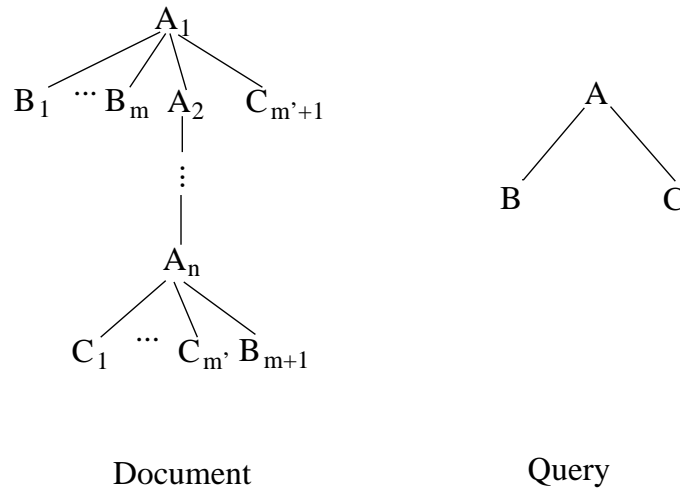 A₁
B₁ ... Bₘ A₂ Cₘ'₊₁
A
B C
⋮
Aₙ
C₁ ... Cₘ' Bₘ₊₁
Document Query